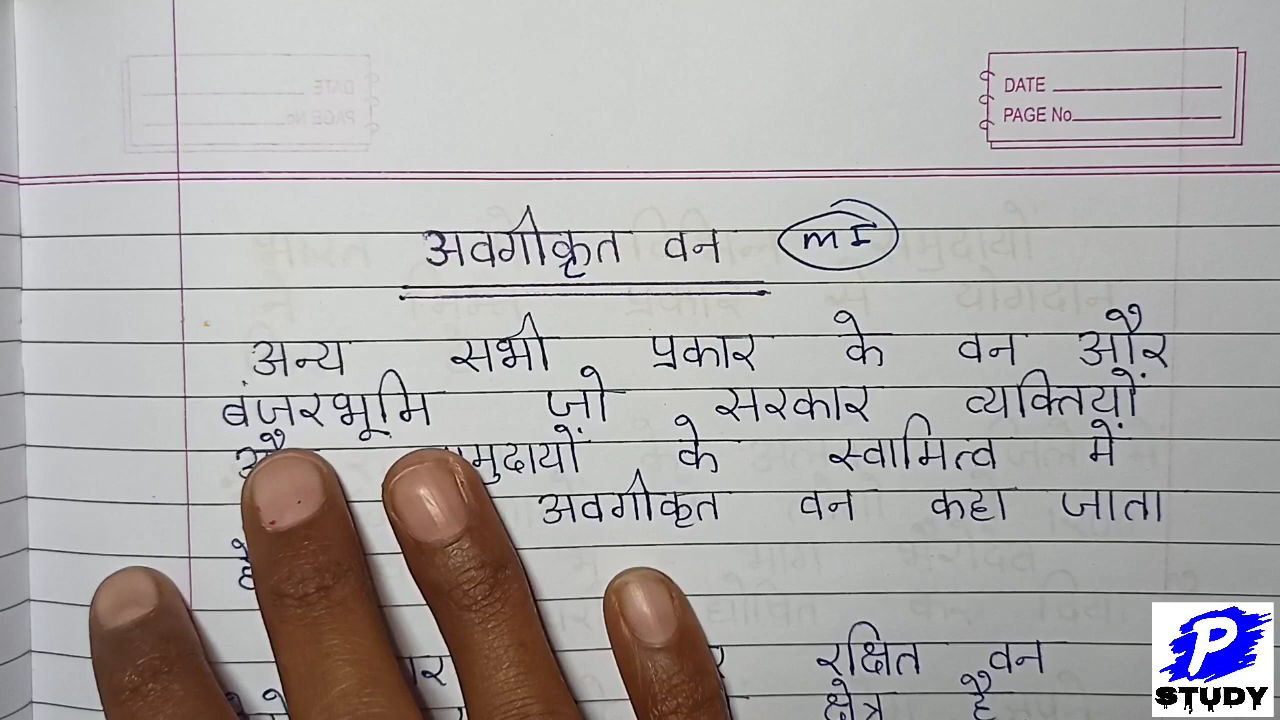 DATE
PAGE No
अवर्गीकृत वन MI
अन्य सभी प्रकार के वन और
बंजरभूमि जो सरकार व्यक्तियों
के स्वामित्व में
अवर्गीकृत वन कहा जाता
है
रक्षित वन
क्षेत्र है
P
STUDY